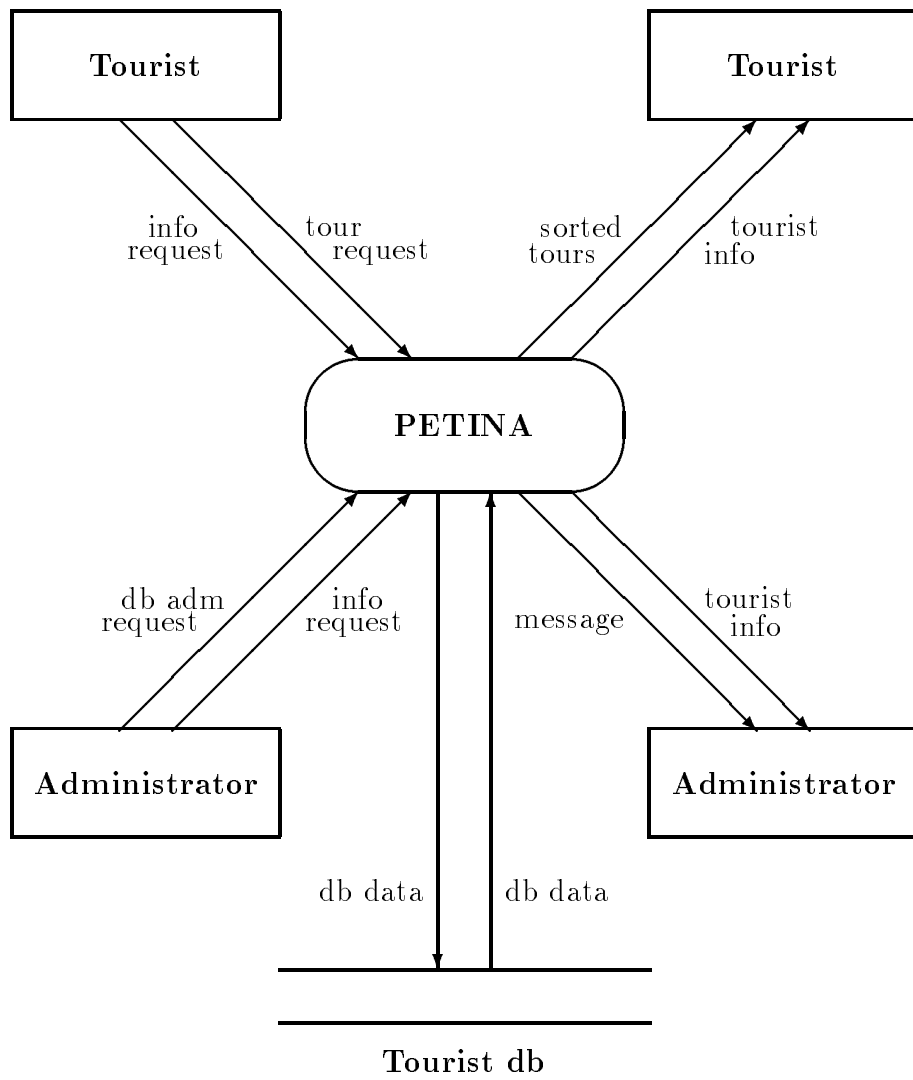 Tourist
Tourist
info
request
tour
request
sorted
tours
tourist
info
PETINA
db adm
request
info
request
message
tourist
info
Administrator
Administrator
db data
db data
Tourist db